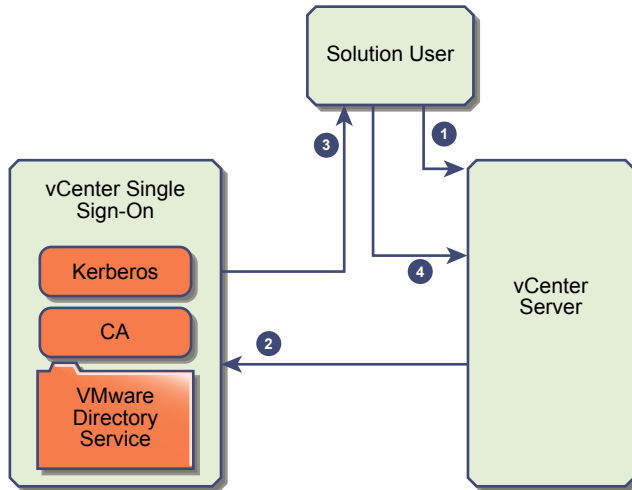 Solution User
1
3
vCenter Single
Sign-On
Kerberos
4
vCenter
Server
CA
2
VMware
Directory
Service